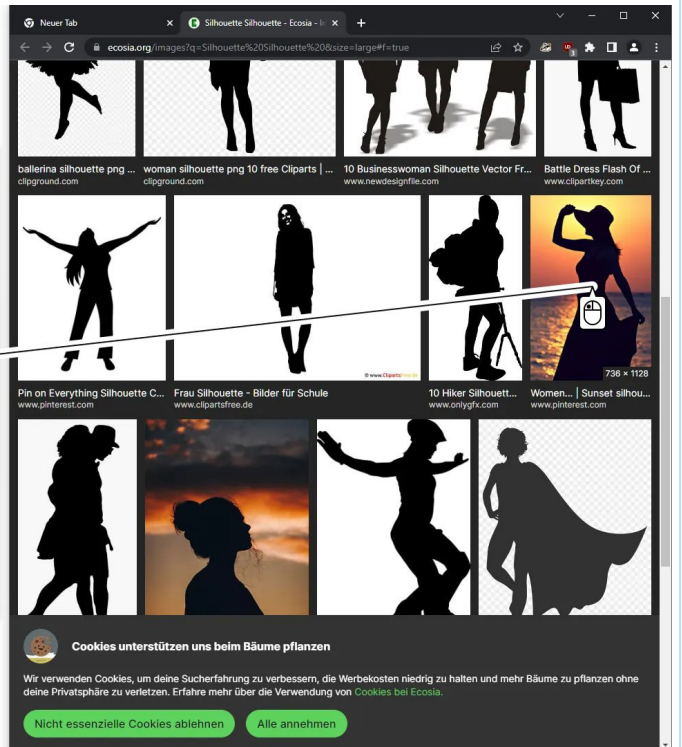 Neuer Tab
Silhouette Silhouette - Ecosia - I
ecosia.org/images?q=Silhouette%20Silhouette%20&size=large#f=true
ballerina silhouette png ...
clipground.com
woman silhouette png 10 free Cliparts | ...
clipground.com
10 Businesswoman Silhouette Vector Fr...
www.newdesignfile.com
Battle Dress Flash Of ...
www.clipartkey.com
© www.Clipartsfree.de
736 × 1128
Pin on Everything Silhouette C...
www.pinterest.com
Frau Silhouette - Bilder für Schule
www.clipartsfree.de
10 Hiker Silhouett...
www.onlygfx.com
Women... | Sunset silhou...
www.pinterest.com
Cookies unterstützen uns beim Bäume pflanzen
Wir verwenden Cookies, um deine Sucherfahrung zu verbessern, die Werbekosten niedrig zu halten und mehr Bäume zu pflanzen ohne
deine Privatsphäre zu verletzen. Erfahre mehr über die Verwendung von Cookies bei Ecosia.
Nicht essenzielle Cookies ablehnen
Alle annehmen